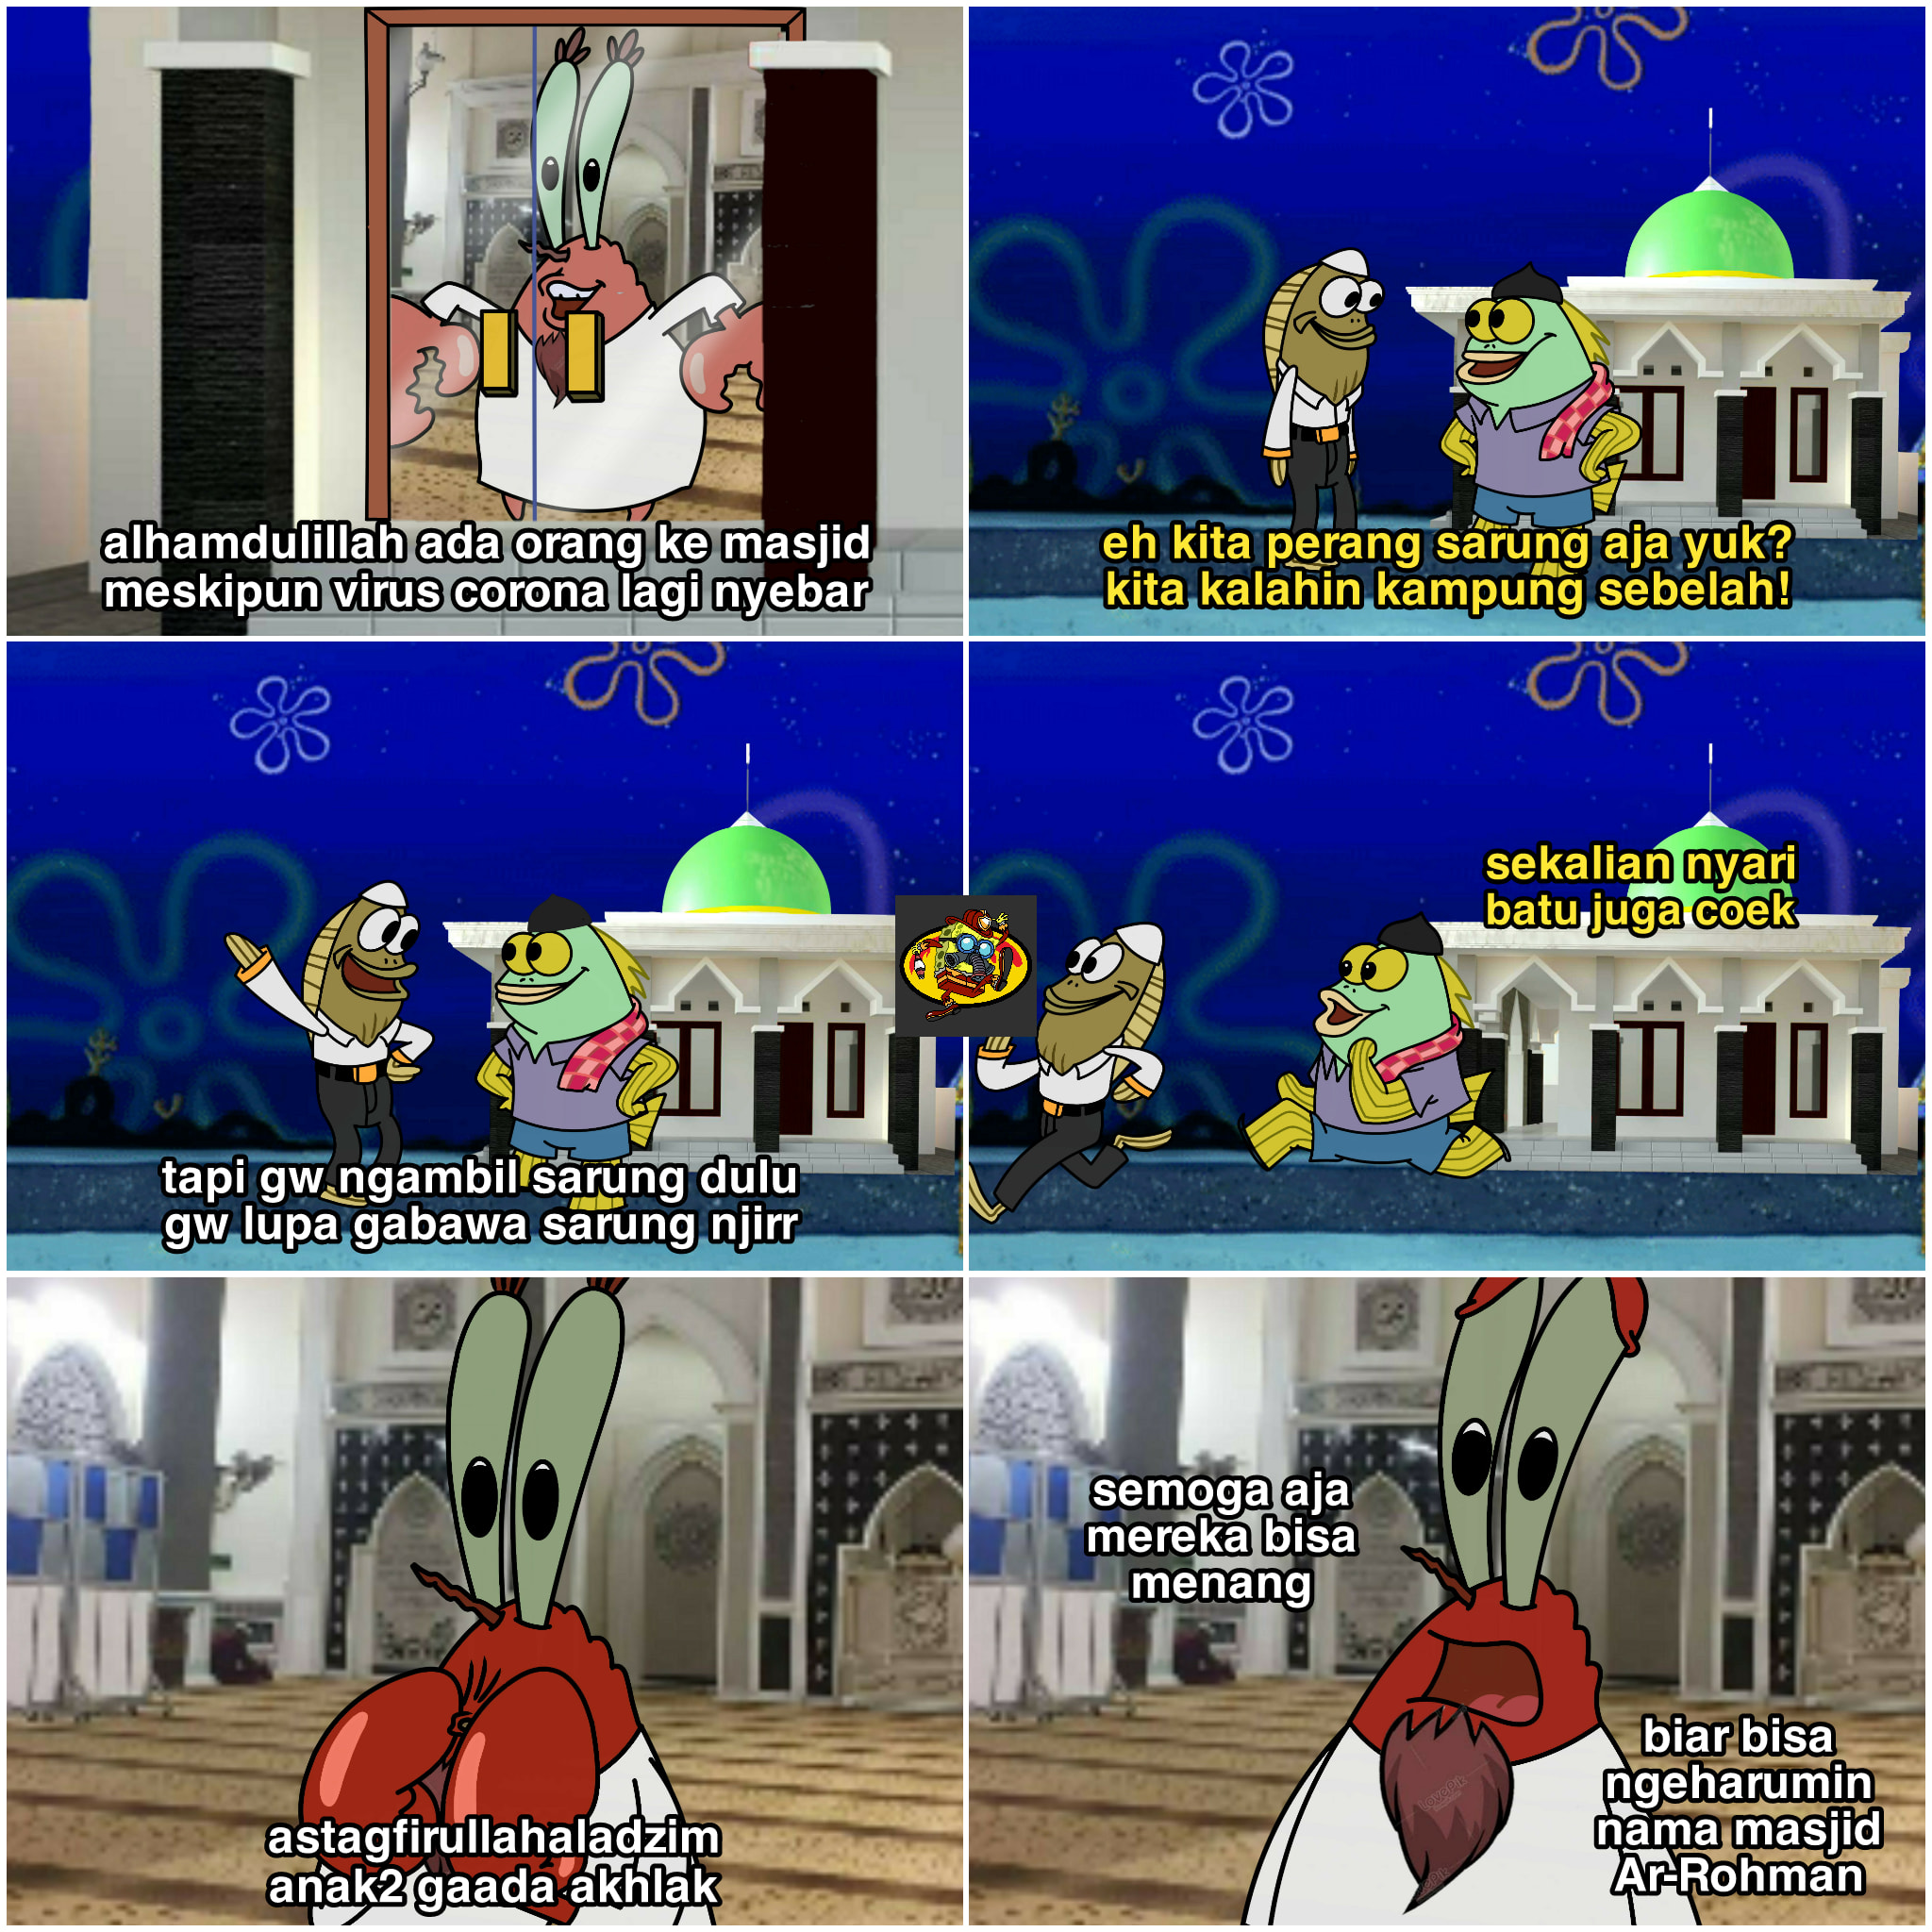 alhamdulillah ada orang ke masjid
meskipun virus corona lagi nyebar
eh kita perang sarung aja yuk?
kita kalahin kampung sebelah!
tapi gw ngambil sarung dulu
gw lupa gabawa sarung njirr
sekalian nyari
batu juga coek
astagfirullahaladzim
anak2 gaada akhlak
semoga aja
mereka bisa
menang
biar bisa
ngeharumin
nama masjid
Ar-Rohman